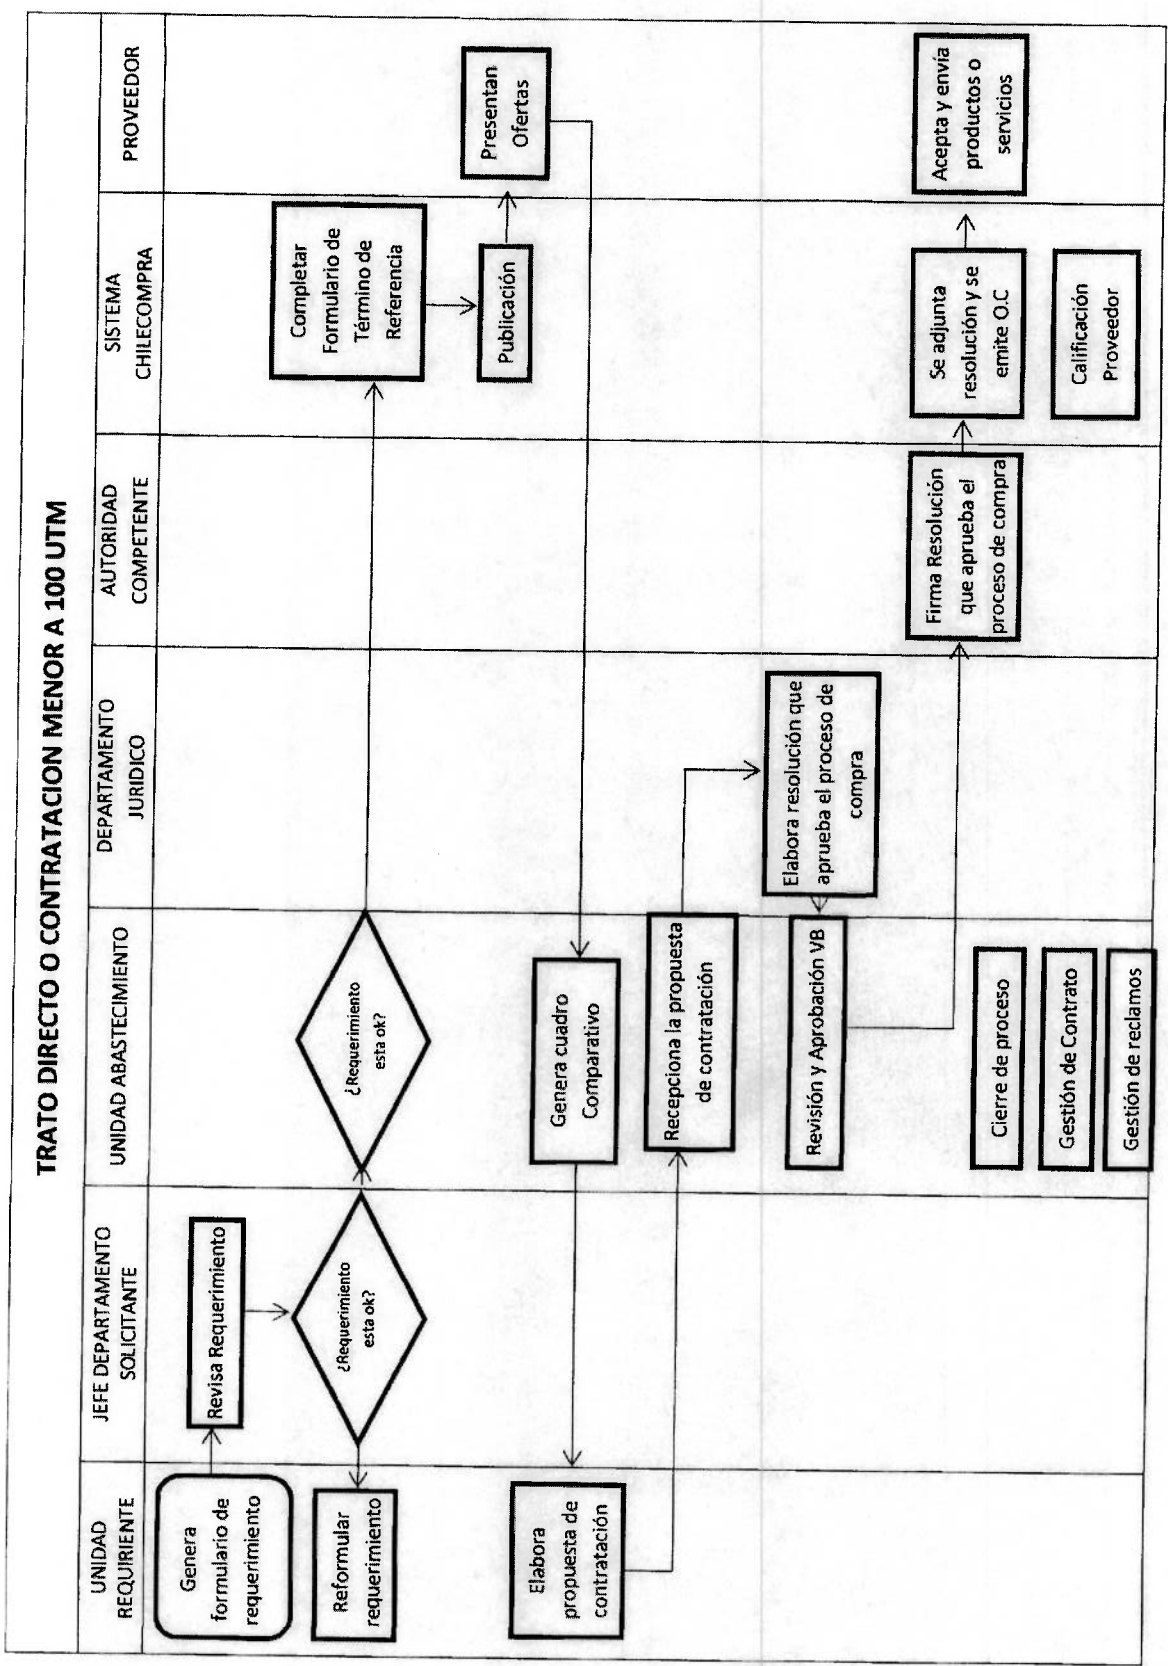 TRATO DIRECTO O CONTRATACION MENOR A 100 UTM
UNIDAD
REQUIRIENTE
JEFE DEPARTAMENTO
SOLICITANTE
UNIDAD ABASTECIMIENTO
DEPARTAMENTO
JURIDICO
AUTORIDAD
COMPETENTE
SISTEMA
CHILECOMPRA
PROVEEDOR
Genera
formulario de
requerimiento
Revisa Requerimiento
¿Requerimiento
esta ok?
Reformular
requerimiento
¿Requerimiento
esta ok?
Completar
Formulario de
Término de
Referencia
Publicación
Presentan
Ofertas
Genera cuadro
Comparativo
Elabora
propuesta de
contratación
Recepciona la propuesta
de contratación
Elabora resolución que
aprueba el proceso de
compra
Revisión y Aprobación VB
Firma Resolución
que aprueba el
proceso de compra
Se adjunta
resolución y se
emite O.C
Acepta y envía
productos o
servicios
Cierre de proceso
Gestión de Contrato
Gestión de reclamos
Calificación
Proveedor